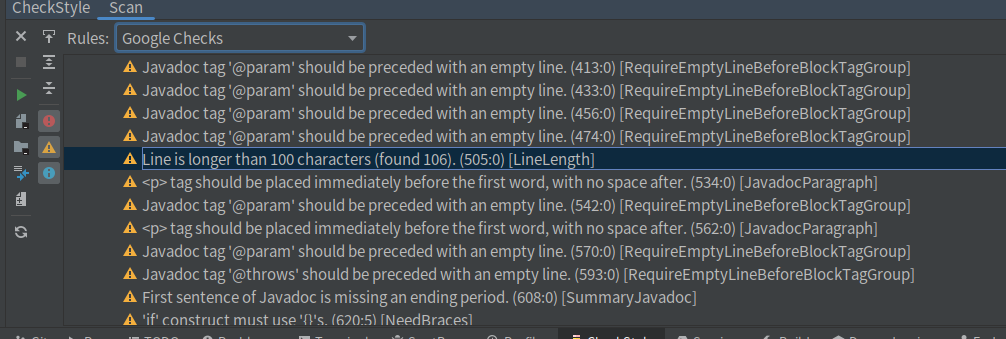 CheckStyle Scan
Rules: Google Checks
Javadoc tag '@param' should be preceded with an empty line. (413:0) [RequireEmptyLineBeforeBlockTagGroup]
Javadoc tag '@param' should be preceded with an empty line. (433:0) [RequireEmptyLineBeforeBlockTagGroup]
Javadoc tag '@param' should be preceded with an empty line. (456:0) [RequireEmptyLineBeforeBlockTagGroup]
Javadoc tag '@param' should be preceded with an empty line. (474:0) [RequireEmptyLineBeforeBlockTagGroup]
Line is longer than 100 characters (found 106). (505:0) [LineLength]
<p> tag should be placed immediately before the first word, with no space after. (534:0) [JavadocParagraph]
Javadoc tag '@param' should be preceded with an empty line. (542:0) [RequireEmptyLineBeforeBlockTagGroup]
<p> tag should be placed immediately before the first word, with no space after. (562:0) [JavadocParagraph]
Javadoc tag '@param' should be preceded with an empty line. (570:0) [RequireEmptyLineBeforeBlockTagGroup]
Javadoc tag '@throws' should be preceded with an empty line. (593:0) [RequireEmptyLineBeforeBlockTagGroup]
First sentence of Javadoc is missing an ending period. (608:0) [SummaryJavadoc]
'if' construct must use '{}'s. (620:5) [NeedBraces]